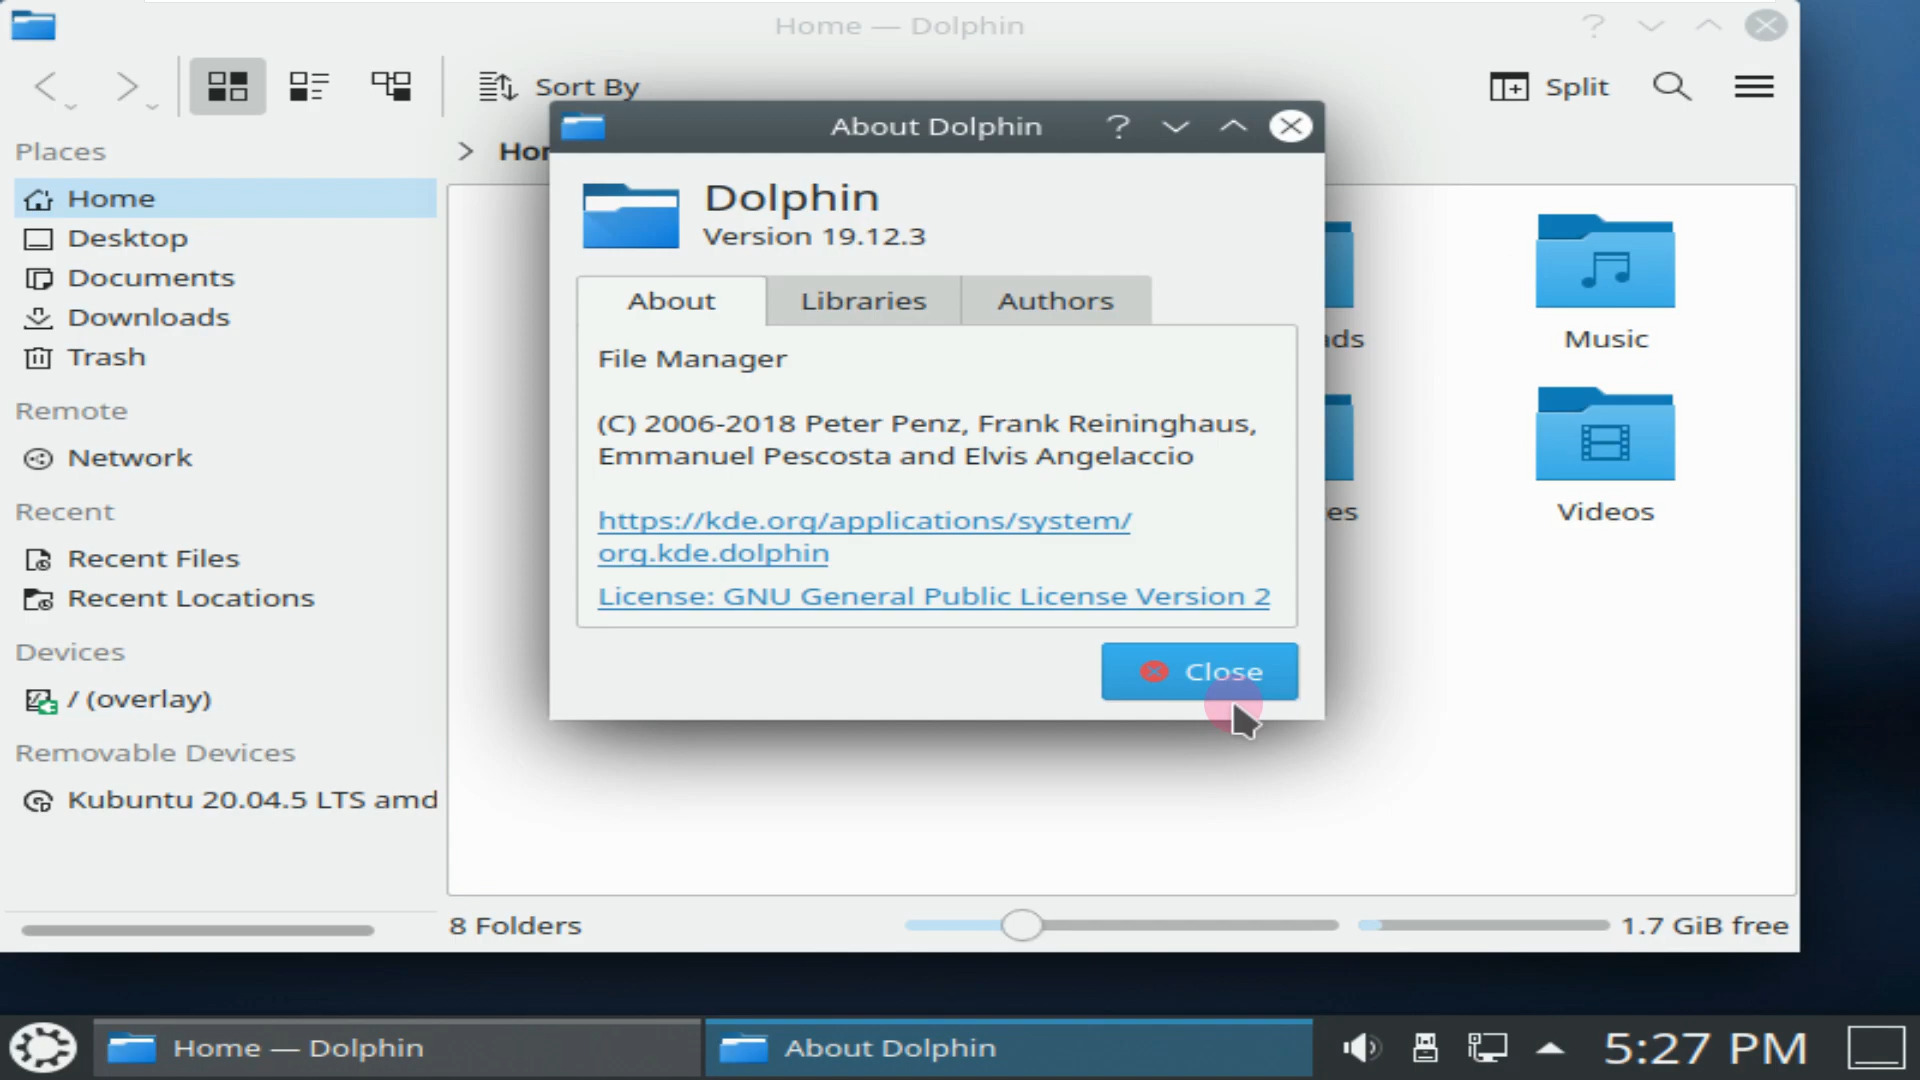 Home — Dolphin
Sort By
Split
About Dolphin
Places
Home
Desktop
Documents
Downloads
Trash
Remote
Network
Recent
Recent Files
Recent Locations
Devices
/ (overlay)
Removable Devices
Kubuntu 20.04.5 LTS amd
Dolphin
Version 19.12.3
About
Libraries
Authors
File Manager
(C) 2006-2018 Peter Penz, Frank Reininghaus,
Emmanuel Pescosta and Elvis Angelaccio
https://kde.org/applications/system/
org.kde.dolphin
License: GNU General Public License Version 2
Close
Music
Videos
8 Folders
1.7 GiB free
Home — Dolphin
About Dolphin
5:27 PM